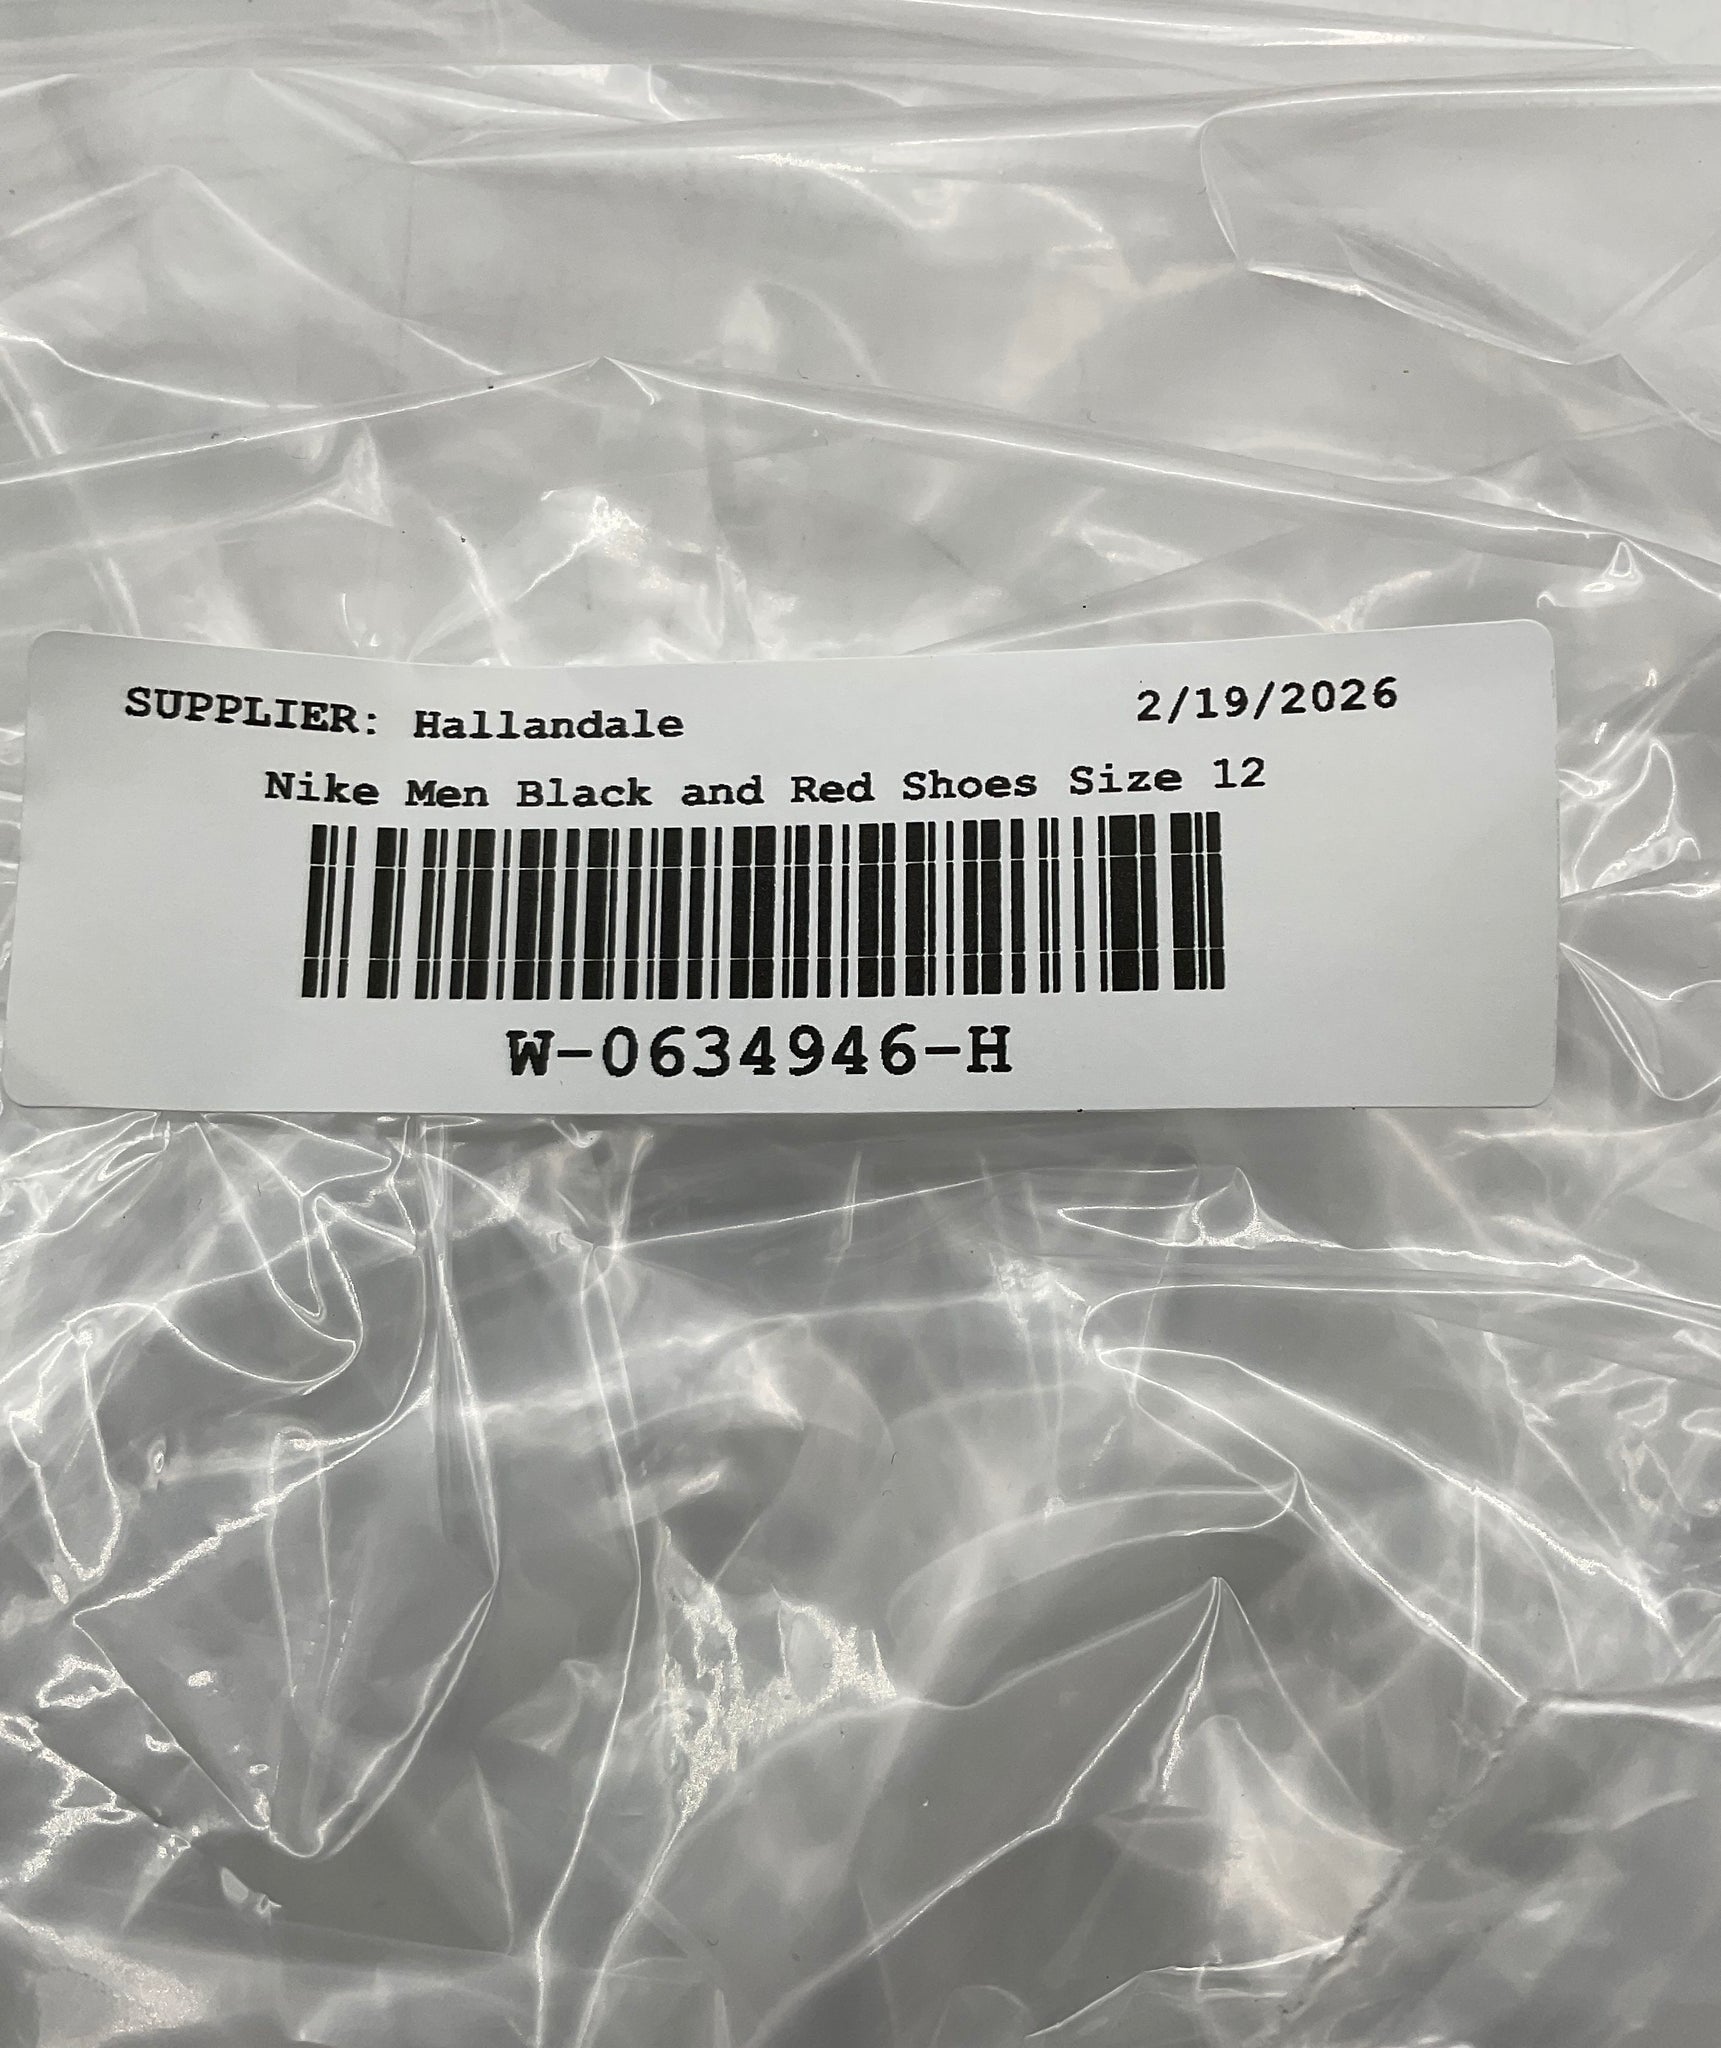 SUPPLIER: Hallandale 2/19/2026
Nike Men Black and Red Shoes Size 12
W-0634946-H